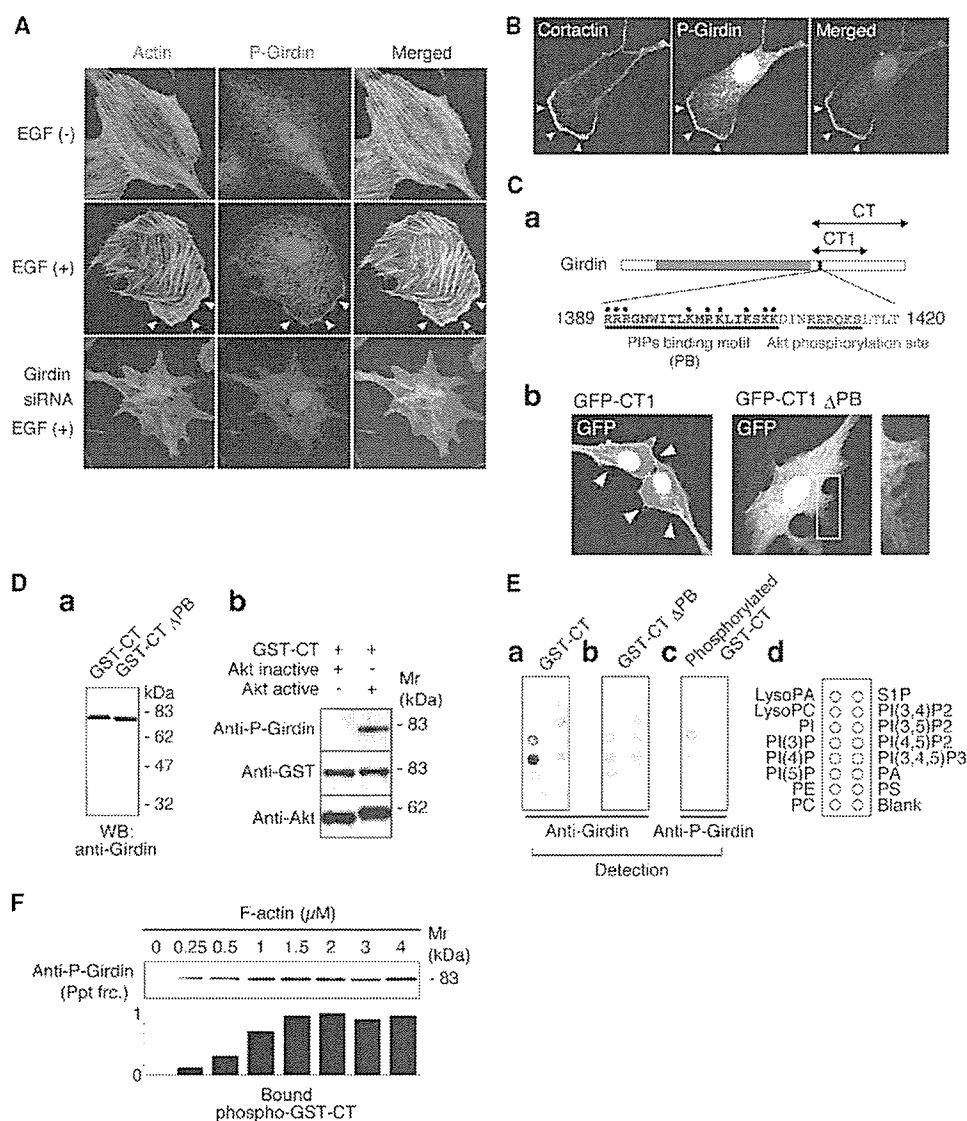 A
Actin P-Girdin Merged
EGF (-)
EGF (+)
Girdin
siRNA
EGF (+)
B
Cortactin P-Girdin Merged
C
a
CT
CT1
Girdin
1389 RRRGNWITLKMRKLIKSKKDINRERQKSLTLT 1420
PIPs binding motif
(PB)
Akt phosphorylation site
b
GFP-CT1
GFP
GFP-CT1 ΔPB
GFP
D
a
GST-CT
GST-CT ΔPB
kDa
- 83
- 62
- 47
- 32
WB:
anti-Girdin
b
GST-CT + +
Akt inactive + -
Akt active - +
Mr
(kDa)
Anti-P-Girdin - 83
Anti-GST - 83
Anti-Akt - 62
E
a
GST-CT
b
GST-CT ΔPB
c
Phosphorylated
GST-CT
d
LysoPA S1P
LysoPC PI(3,4)P2
PI PI(3,5)P2
PI(3)P PI(4,5)P2
PI(4)P PI(3,4,5)P3
PI(5)P PA
PE PS
PC Blank
Anti-Girdin Anti-P-Girdin
Detection
F
F-actin (µM)
0 0.25 0.5 1 1.5 2 3 4
Mr
(kDa)
Anti-P-Girdin
(Ppt frc.)
- 83
1
0
Bound
phospho-GST-CT